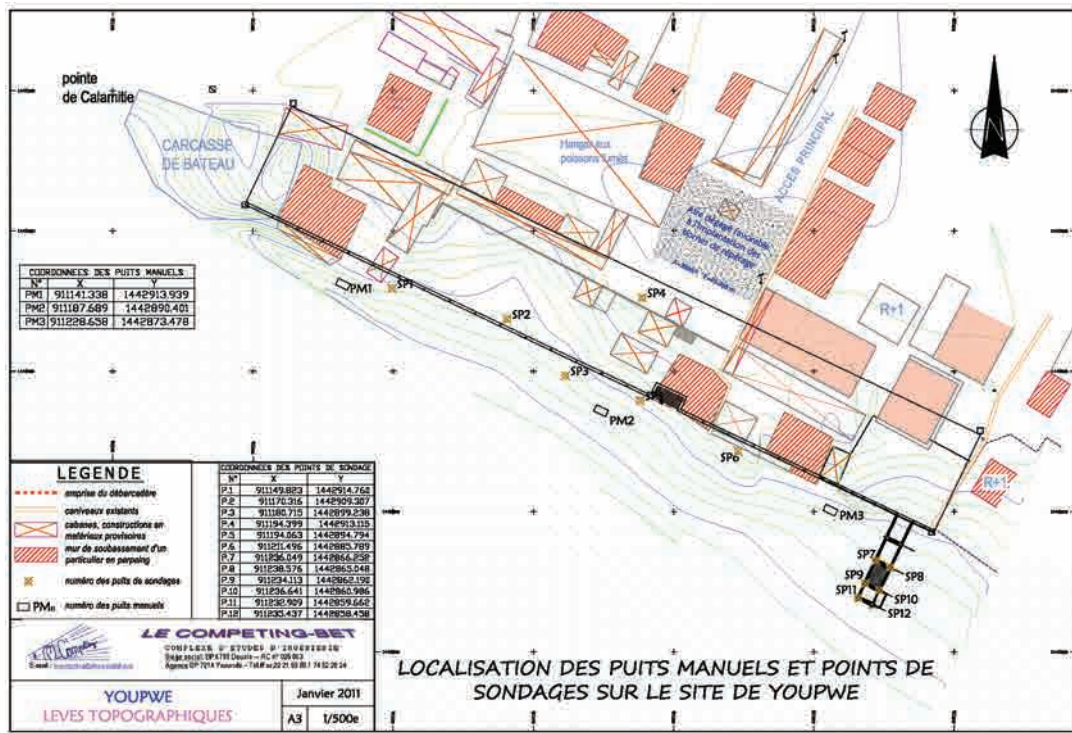 pointe
de Calamitie
CARCASSE
DE BATEAU
Hangar aux
poissons fumés
ACCES PRINCIPAL
R+1
R+1
SP1
SP2
SP3
SP4
SP6
SP7
SP8
SP9
SP10
SP11
SP12
PM1
PM2
PM3
N
COORDONNEES DES PUITS MANUELS
N° X Y
PM1 911141.338 1442913.939
PM2 911187.689 1442890.401
PM3 911228.658 1442873.478
LEGENDE
emprise du débarcadère
caniveaux existants
cabanes, constructions en
matériaux provisoires
mur de soubassement d'un
particulier en parpaing
numéro des puits de sondages
PMn numéro des puits manuels
COORDONNEES DES POINTS DE SONDAGE
N° X Y
P.1 911149.823 1442914.762
P.2 911170.316 1442909.307
P.3 911180.715 1442899.238
P.4 911194.399 1442913.115
P.5 911194.063 1442894.794
P.6 911211.496 1442885.789
P.7 911236.049 1442866.252
P.8 911238.576 1442865.048
P.9 911234.113 1442862.190
P.10 911236.641 1442860.986
P.11 911232.909 1442859.662
P.12 911235.437 1442858.458
LE COMPETING-BET
COMPLEXE D'ETUDES D'INGENIERIE
YOUPWE
LEVES TOPOGRAPHIQUES
Janvier 2011
A3 1/500e
LOCALISATION DES PUITS MANUELS ET POINTS DE
SONDAGES SUR LE SITE DE YOUPWE